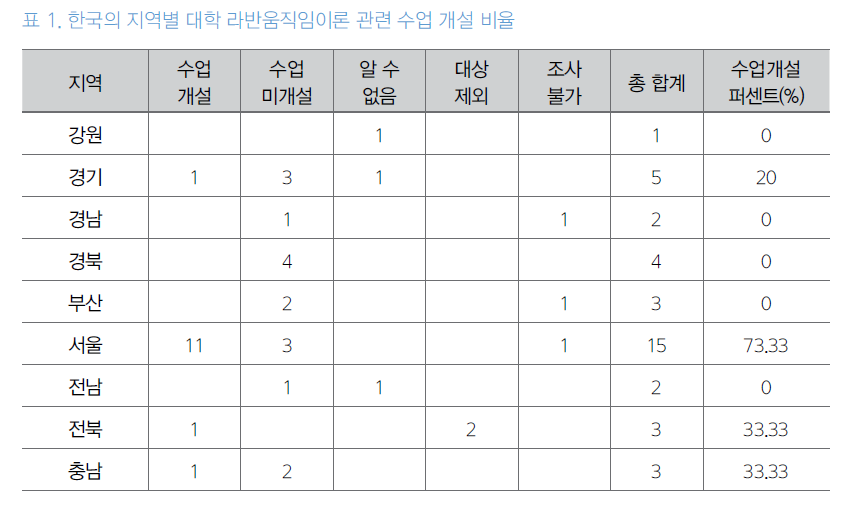 표 1. 한국의 지역별 대학 라반움직임이론 관련 수업 개설 비율
지역 수업 개설 수업 미개설 알 수 없음 대상 제외 조사 불가 총 합계 수업개설 퍼센트(%)
강원 1 1 0
경기 1 3 1 5 20
경남 1 1 2 0
경북 4 4 0
부산 2 1 3 0
서울 11 3 1 15 73.33
전남 1 1 2 0
전북 1 2 3 33.33
충남 1 2 3 33.33